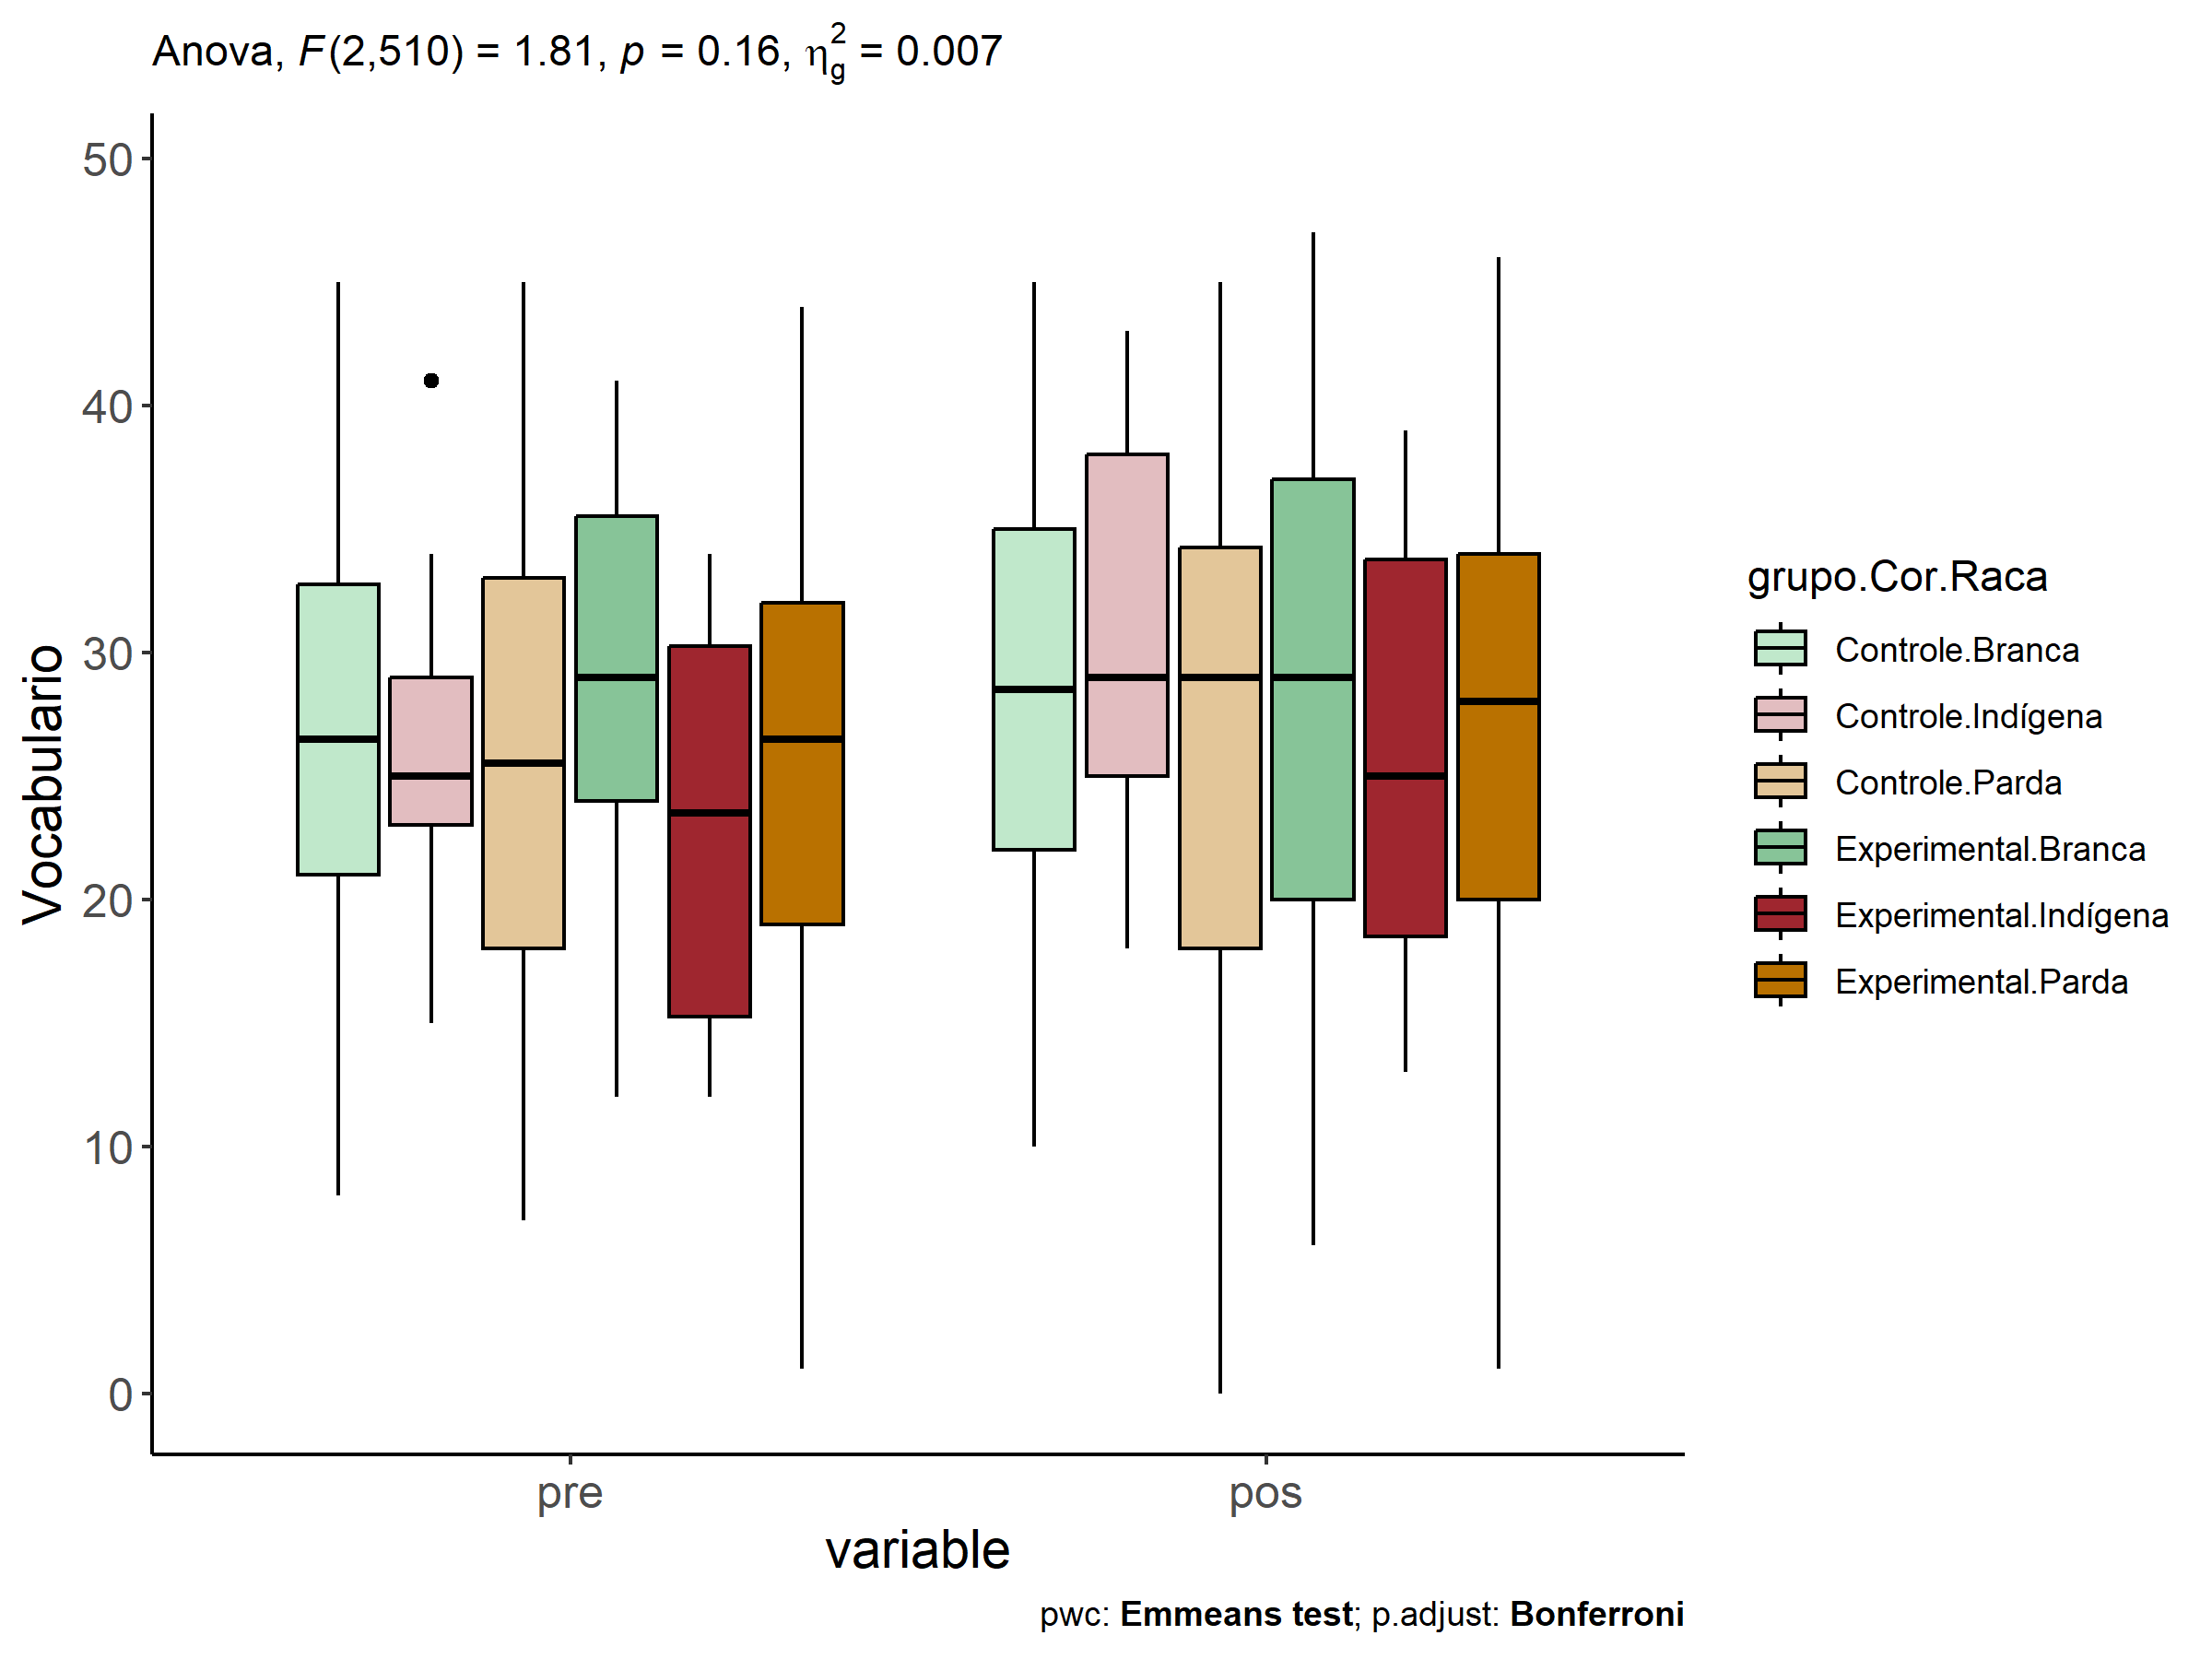 Anova, F(2,510) = 1.81, p = 0.16, η²g = 0.007
Vocabulario
50
40
30
20
10
0
pre
pos
variable
grupo.Cor.Raca
Controle.Branca
Controle.Indígena
Controle.Parda
Experimental.Branca
Experimental.Indígena
Experimental.Parda
pwc: Emmeans test; p.adjust: Bonferroni